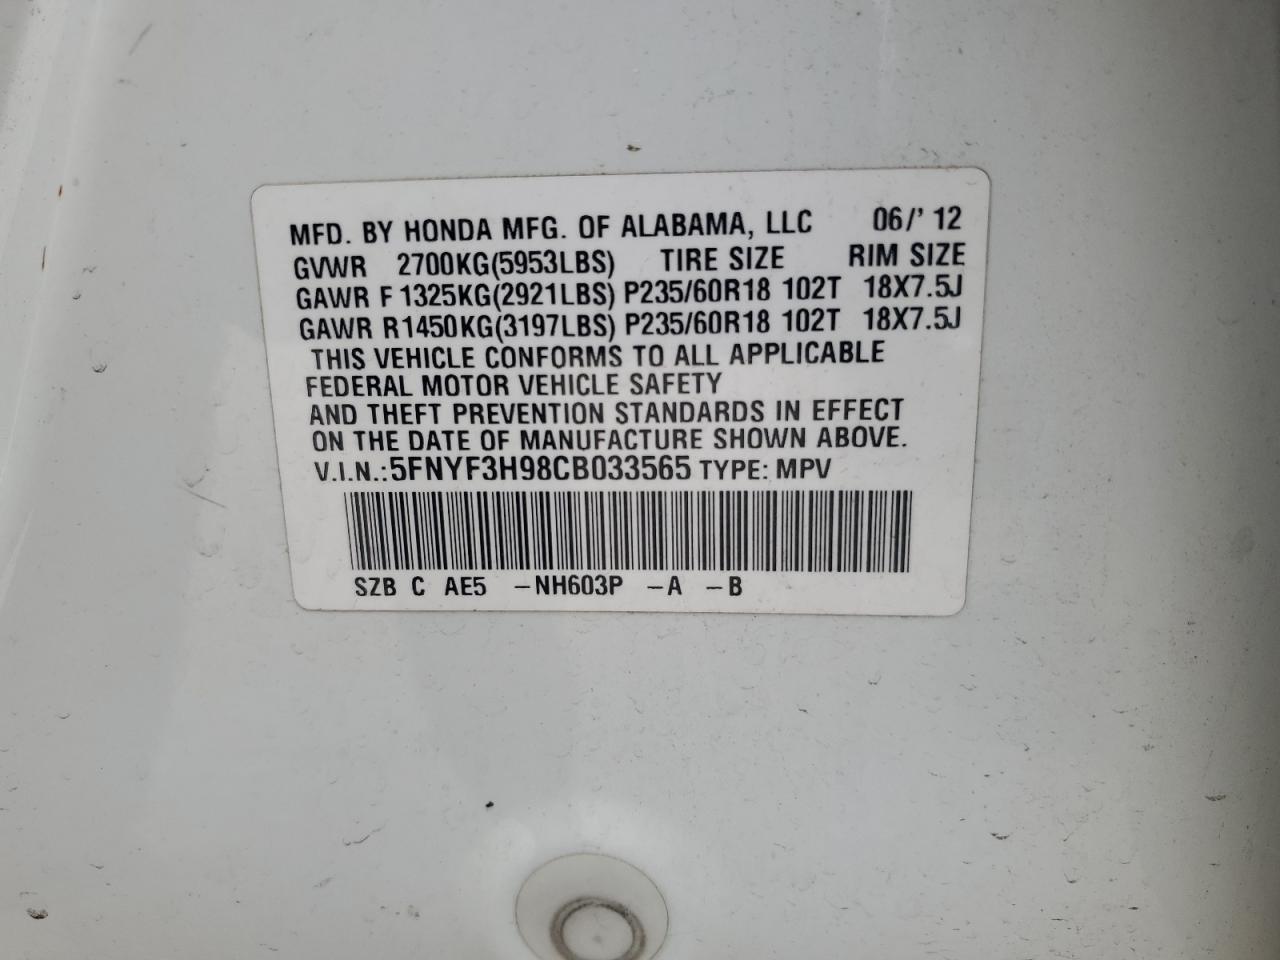 MFD. BY HONDA MFG. OF ALABAMA, LLC 06/'12
GVWR 2700KG(5953LBS) TIRE SIZE RIM SIZE
GAWR F 1325KG(2921LBS) P235/60R18 102T 18X7.5J
GAWR R1450KG(3197LBS) P235/60R18 102T 18X7.5J
THIS VEHICLE CONFORMS TO ALL APPLICABLE
FEDERAL MOTOR VEHICLE SAFETY
AND THEFT PREVENTION STANDARDS IN EFFECT
ON THE DATE OF MANUFACTURE SHOWN ABOVE.
V.I.N.:5FNYF3H98CB033565 TYPE: MPV
SZB C AE5 -NH603P -A -B